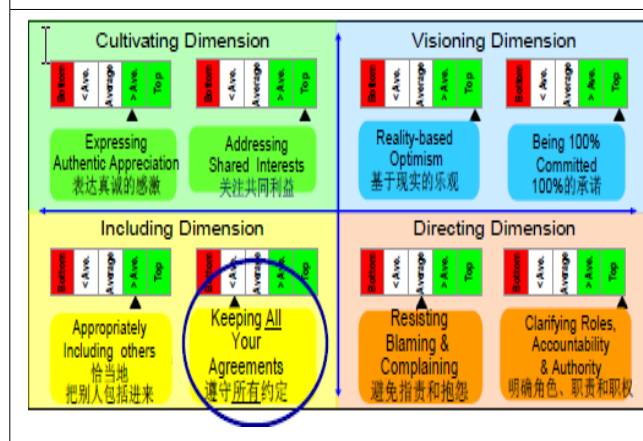 Cultivating Dimension
Bottom < Ave. Average > Ave. Top
Bottom < Ave. Average > Ave. Top
Expressing
Authentic Appreciation
表达真诚的感激
Addressing
Shared Interests
关注共同利益
Visioning Dimension
Bottom < Ave. Average > Ave. Top
Bottom < Ave. Average > Ave. Top
Reality-based
Optimism
基于现实的乐观
Being 100%
Committed
100%的承诺
Including Dimension
Bottom < Ave. Average > Ave. Top
Bottom < Ave. Average > Ave. Top
Appropriately
Including others
恰当地
把别人包括进来
Keeping All
Your
Agreements
遵守所有约定
Directing Dimension
Bottom < Ave. Average > Ave. Top
Bottom < Ave. Average > Ave. Top
Resisting
Blaming &
Complaining
避免指责和抱怨
Clarifying Roles,
Accountability
& Authority
明确角色、职责和职权